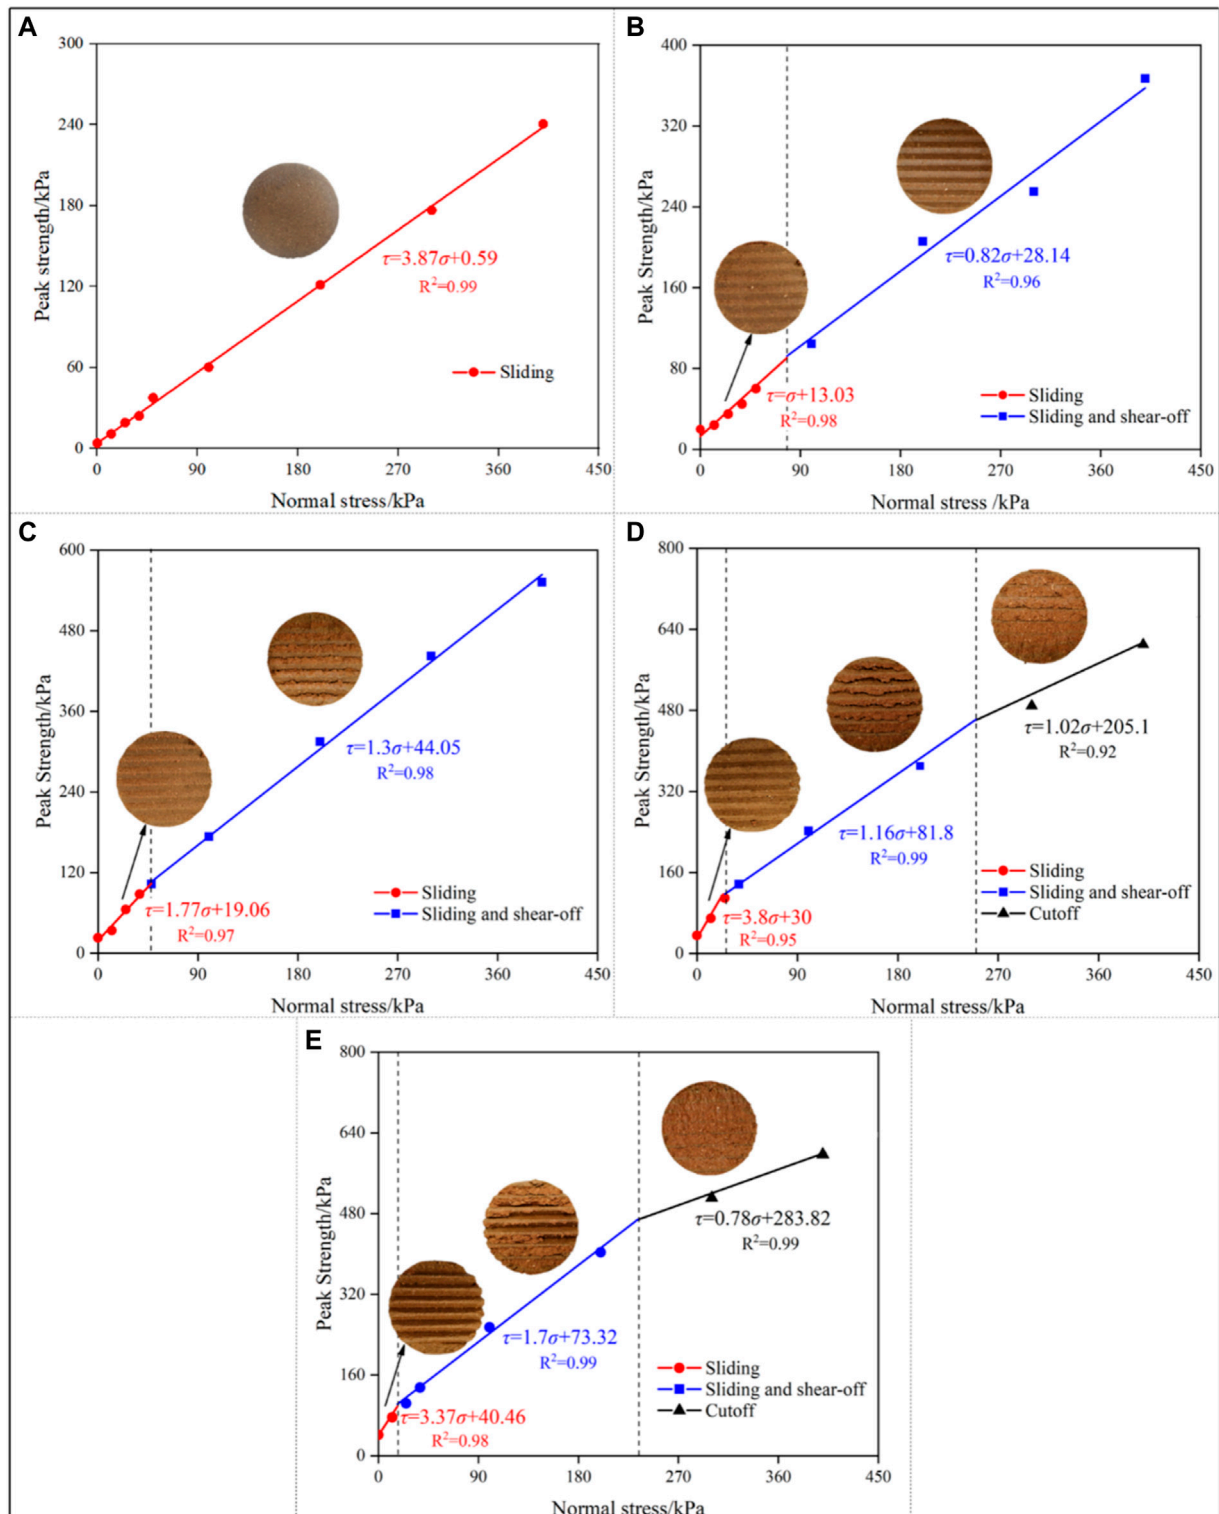 A
300
240
180
120
60
0
Peak strength/kPa
τ=3.87σ+0.59
R²=0.99
Sliding
0 90 180 270 360 450
Normal stress/kPa
B
400
320
240
160
80
0
Peak Strength/kPa
τ=0.82σ+28.14
R²=0.96
τ=σ+13.03
R²=0.98
Sliding
Sliding and shear-off
0 90 180 270 360 450
Normal stress /kPa
C
600
480
360
240
120
0
Peak Strength/kPa
τ=1.3σ+44.05
R²=0.98
τ=1.77σ+19.06
R²=0.97
Sliding
Sliding and shear-off
0 90 180 270 360 450
Normal stress/kPa
D
800
640
480
320
160
0
Peak Strength/kPa
τ=1.02σ+205.1
R²=0.92
τ=1.16σ+81.8
R²=0.99
τ=3.8σ+30
R²=0.95
Sliding
Sliding and shear-off
Cutoff
0 90 180 270 360 450
Normal stress/kPa
E
800
640
480
320
160
0
Peak Strength/kPa
τ=0.78σ+283.82
R²=0.99
τ=1.7σ+73.32
R²=0.99
τ=3.37σ+40.46
R²=0.98
Sliding
Sliding and shear-off
Cutoff
0 90 180 270 360 450
Normal stress/kPa